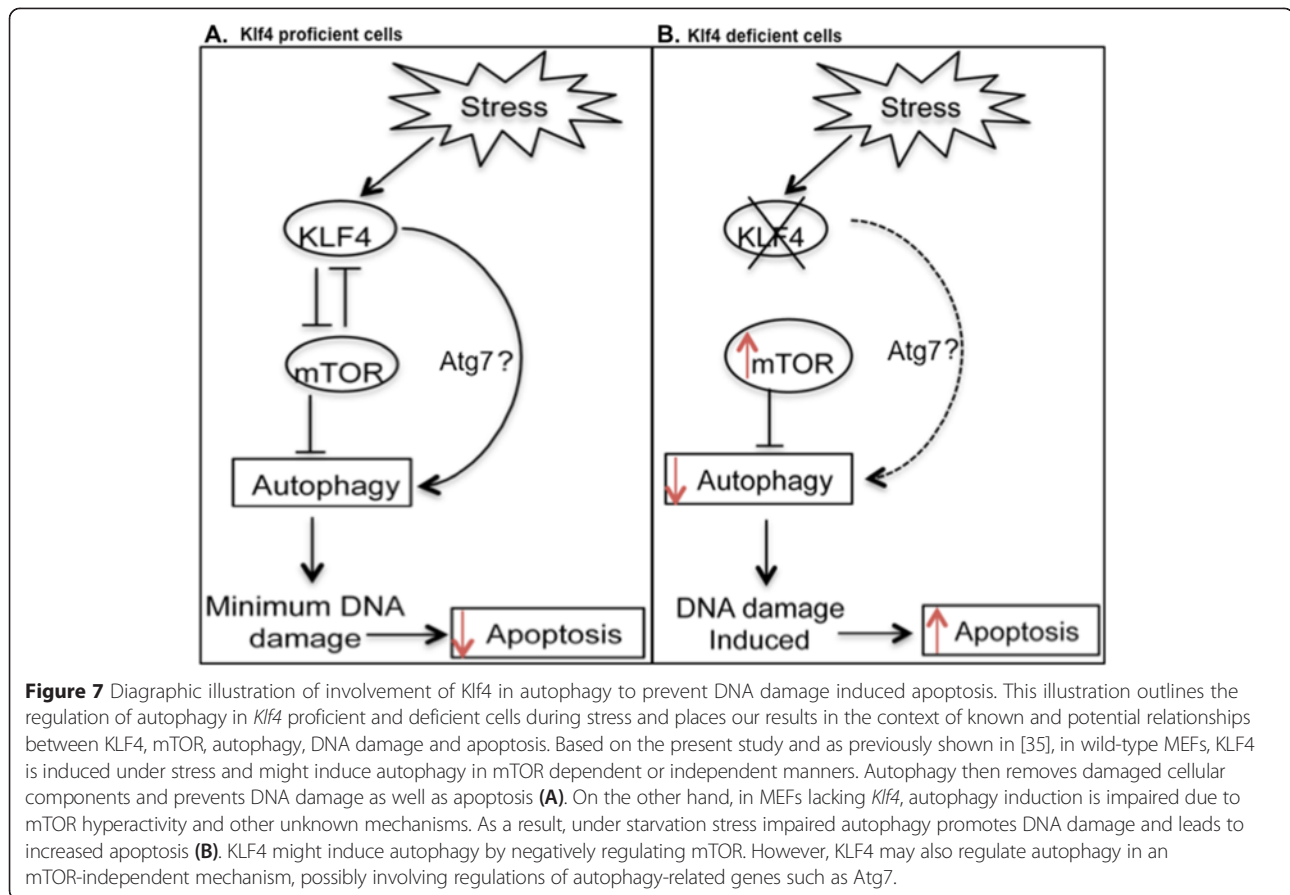 A. Klf4 proficient cells
Stress
KLF4
mTOR
Atg7?
Autophagy
Minimum DNA
damage
Apoptosis
B. Klf4 deficient cells
Stress
KLF4
mTOR
Atg7?
Autophagy
DNA damage
Induced
Apoptosis
Figure 7 Diagraphic illustration of involvement of Klf4 in autophagy to prevent DNA damage induced apoptosis. This illustration outlines the
regulation of autophagy in Klf4 proficient and deficient cells during stress and places our results in the context of known and potential relationships
between KLF4, mTOR, autophagy, DNA damage and apoptosis. Based on the present study and as previously shown in [35], in wild-type MEFs, KLF4
is induced under stress and might induce autophagy in mTOR dependent or independent manners. Autophagy then removes damaged cellular
components and prevents DNA damage as well as apoptosis (A). On the other hand, in MEFs lacking Klf4, autophagy induction is impaired due to
mTOR hyperactivity and other unknown mechanisms. As a result, under starvation stress impaired autophagy promotes DNA damage and leads to
increased apoptosis (B). KLF4 might induce autophagy by negatively regulating mTOR. However, KLF4 may also regulate autophagy in an
mTOR-independent mechanism, possibly involving regulations of autophagy-related genes such as Atg7.